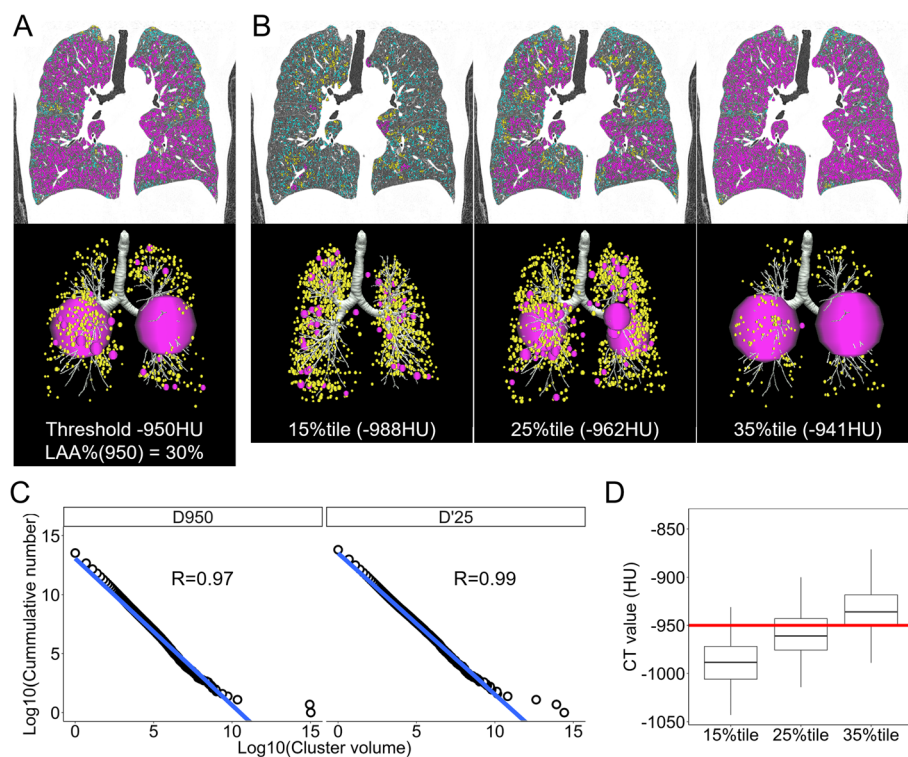 A
B
Threshold -950HU
LAA%(950) = 30%
15%tile (-988HU)
25%tile (-962HU)
35%tile (-941HU)
C
D950
D'25
Log10(Cummulative number)
15
10
5
0
R=0.97
R=0.99
0
5
10
15
0
5
10
15
Log10(Cluster volume)
D
CT value (HU)
-850
-900
-950
-1000
-1050
15%tile
25%tile
35%tile